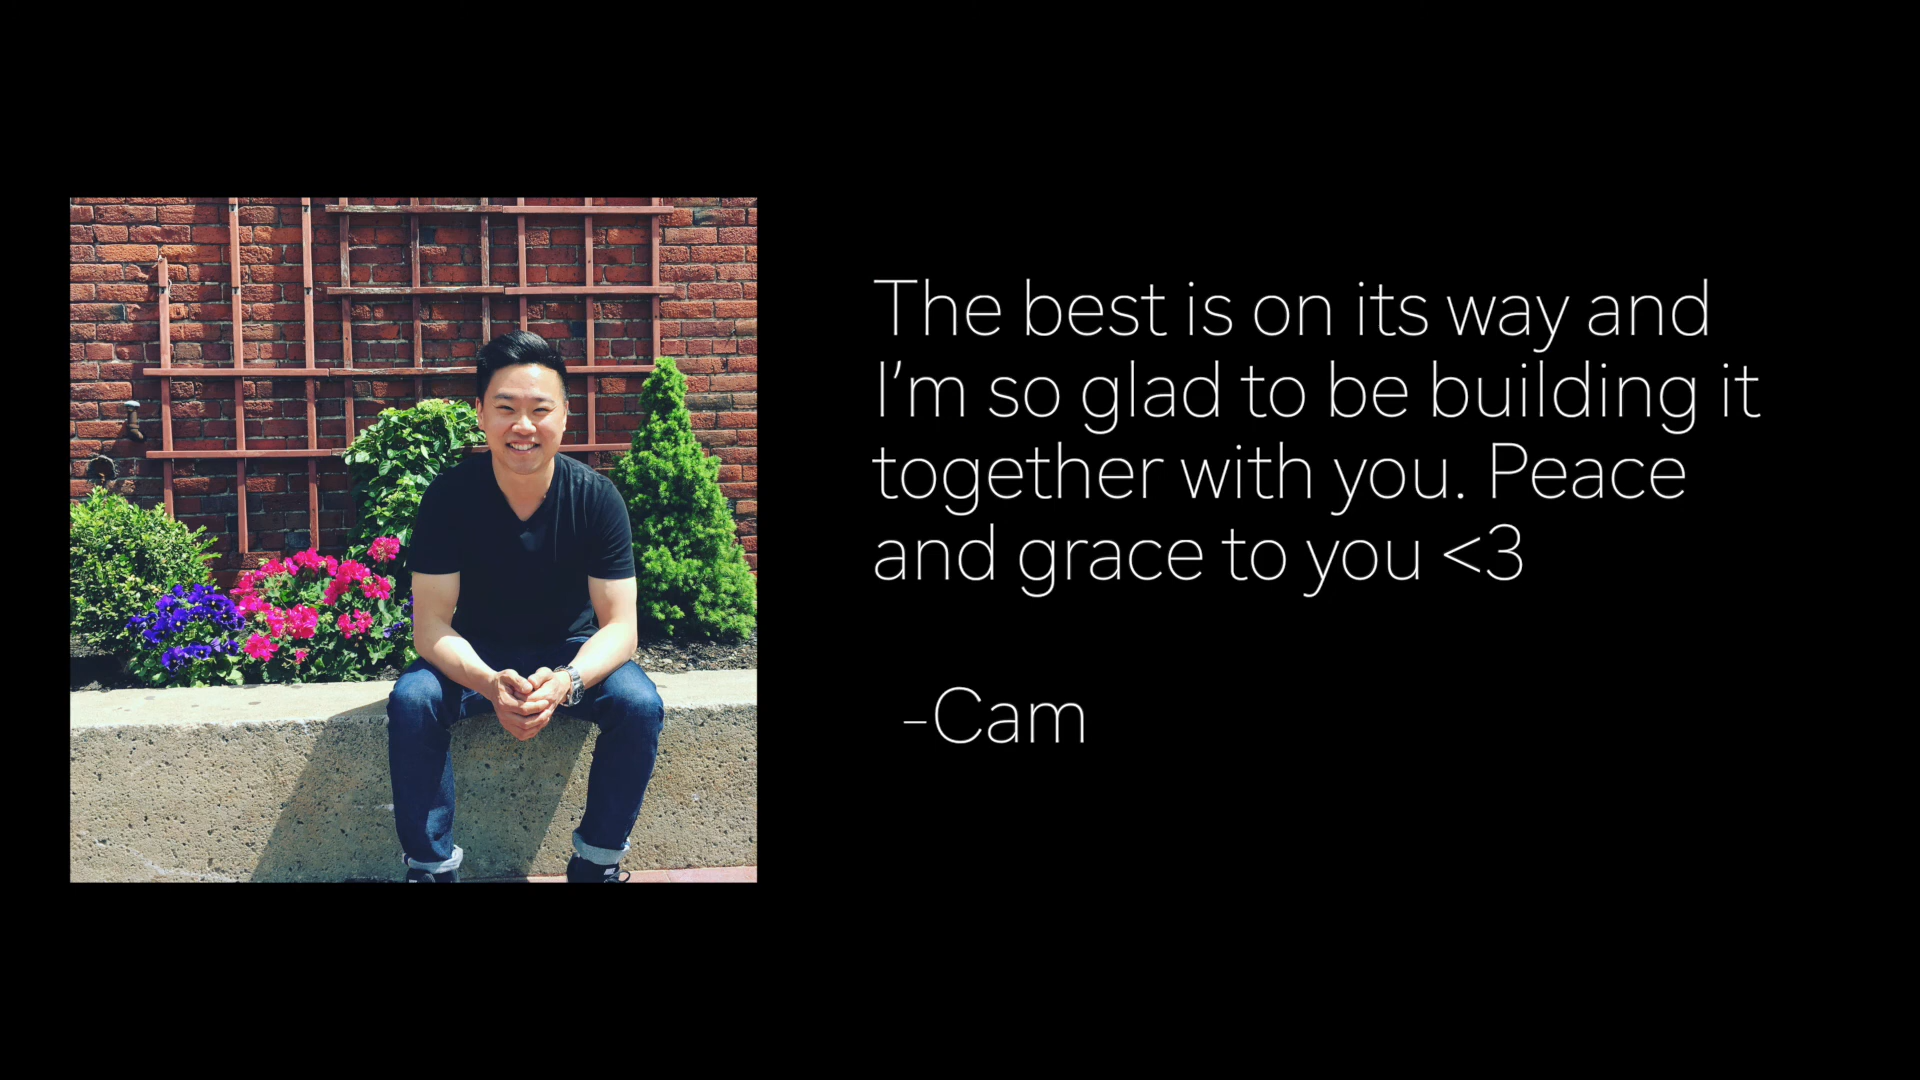 The best is on its way and
I’m so glad to be building it
together with you. Peace
and grace to you <3
-Cam